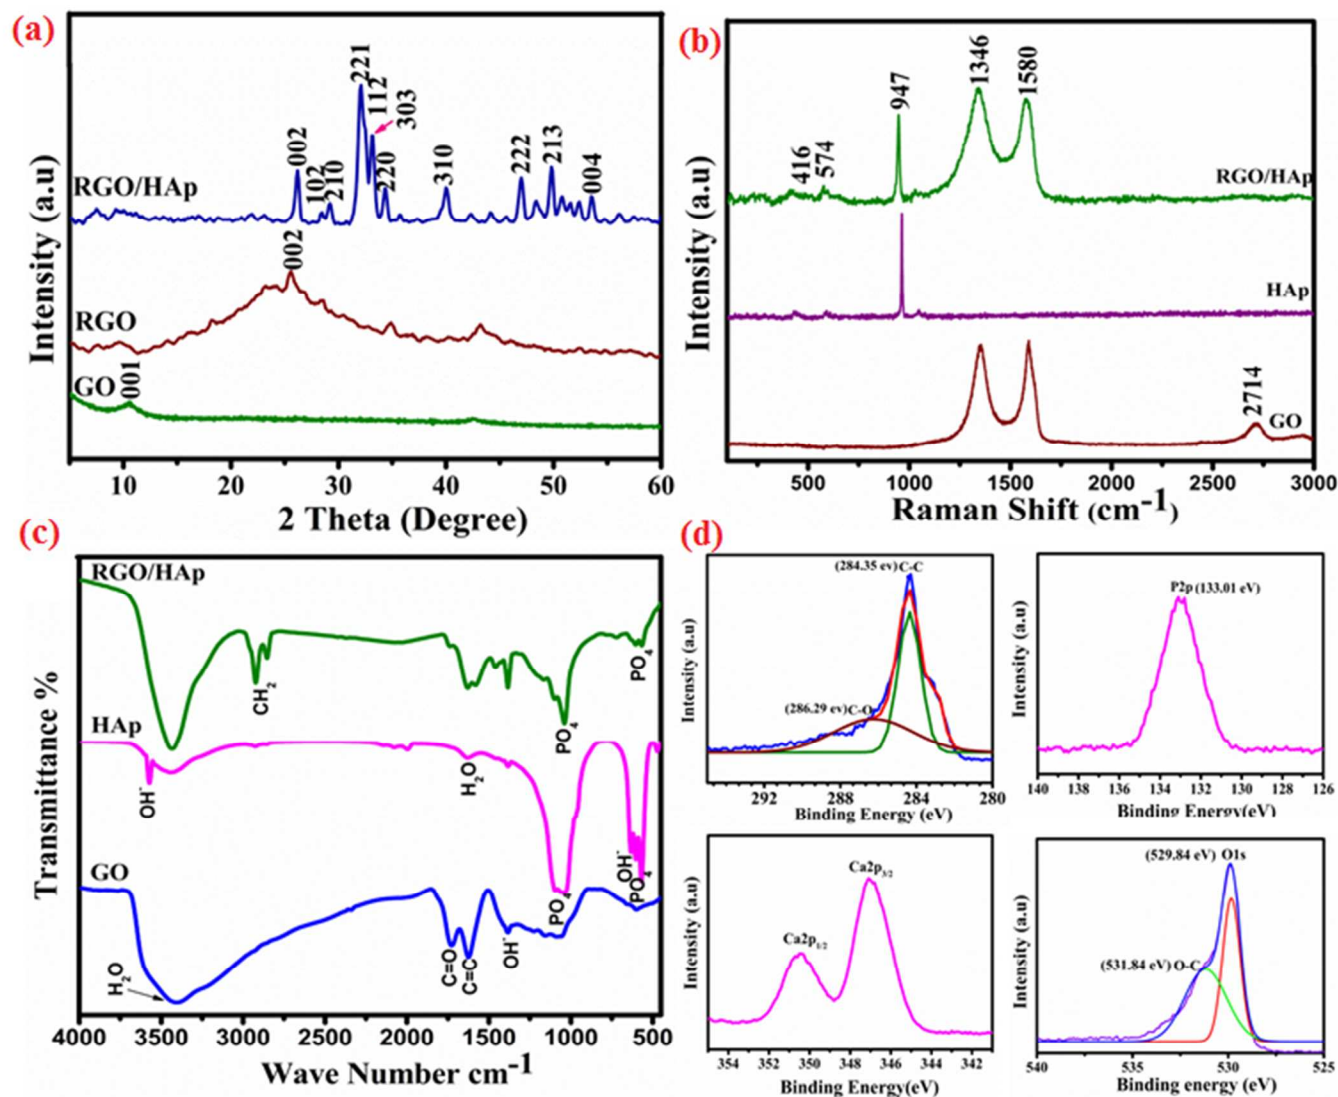 (a)
221
112
303
002
102
210
220
310
222
213
004
RGO/HAp
002
RGO
GO
001
Intensity (a.u)
10 20 30 40 50 60
2 Theta (Degree)
(b)
1346
1580
947
416
574
RGO/HAp
HAp
2714
GO
Intensity (a.u)
500 1000 1500 2000 2500 3000
Raman Shift (cm-1)
(c)
RGO/HAp
CH2
PO4
PO4
HAp
OH-
H2O
PO4
OH-
PO4
GO
H2O
C=O
C=C
OH-
Transmittance %
4000 3500 3000 2500 2000 1500 1000 500
Wave Number cm-1
(d)
(284.35 ev)C-C
(286.29 ev)C-O
Intensity (a.u)
292 288 284 280
Binding Energy (eV)
P2p (133.01 eV)
Intensity (a.u)
140 138 136 134 132 130 128 126
Binding Energy(eV)
Ca2p3/2
Ca2p1/2
Intensity (a.u)
354 352 350 348 346 344 342
Binding Energy(eV)
(529.84 eV) O1s
(531.84 eV) O-C
Intensity (a.u)
540 535 530 525
Binding energy (eV)